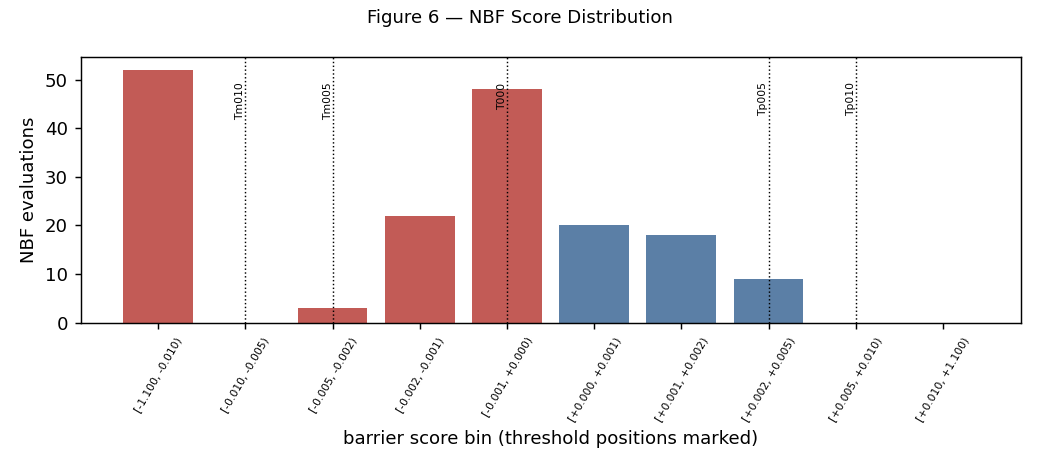 Figure 6 — NBF Score Distribution
NBF evaluations
50
40
30
20
10
0
Tm010
Tm005
T000
Tp005
Tp010
[-1.100, -0.010)
[-0.010, -0.005)
[-0.005, -0.002)
[-0.002, -0.001)
[-0.001, +0.000)
[+0.000, +0.001)
[+0.001, +0.002)
[+0.002, +0.005)
[+0.005, +0.010)
[+0.010, +1.100)
barrier score bin (threshold positions marked)